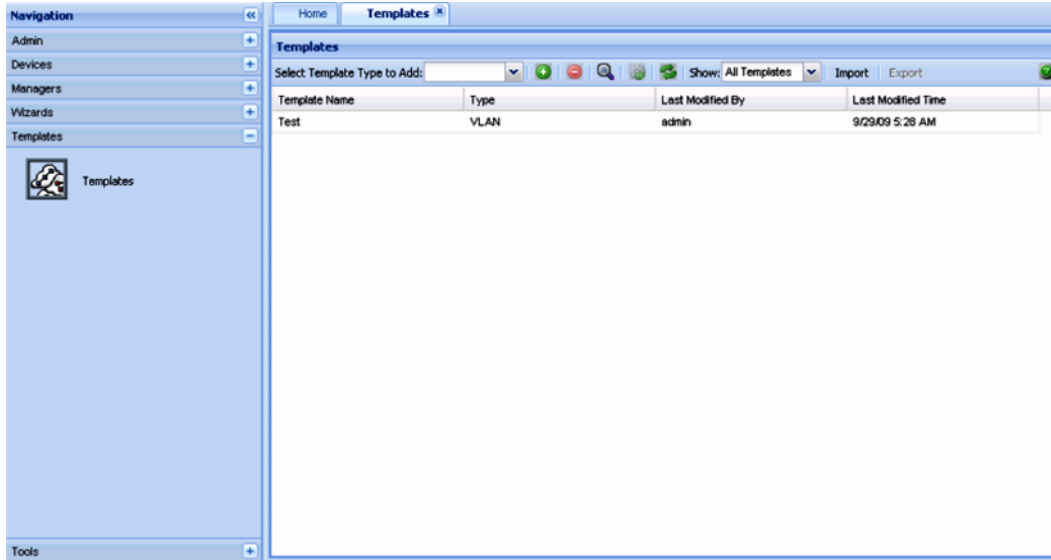 Navigation
Admin
Devices
Managers
Wizards
Templates
Templates
Tools
Home Templates
Templates
Select Template Type to Add: Show: All Templates Import Export
Template Name Type Last Modified By Last Modified Time
Test VLAN admin 9/29/09 5:28 AM